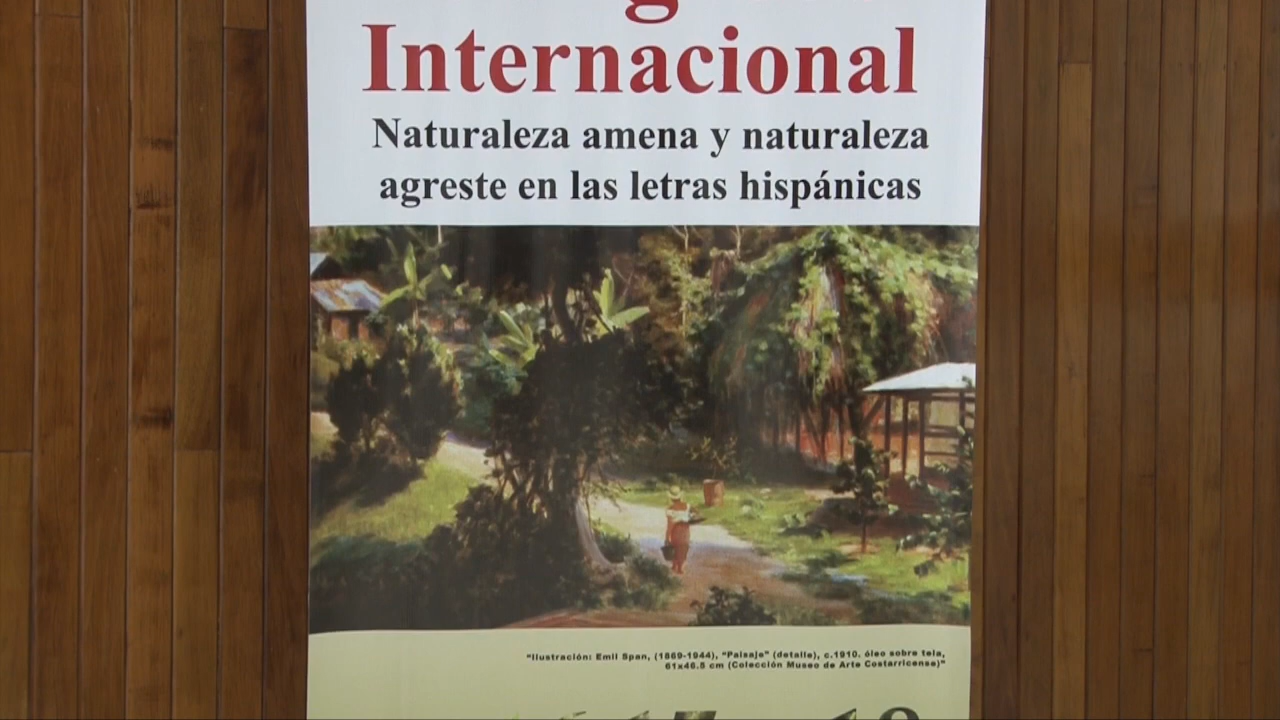 Internacional
Naturaleza amena y naturaleza
agreste en las letras hispánicas
"Ilustración: Emil Span, (1869-1944), "Paisaje" (detalle), c.1910. óleo sobre tela,
61x46.5 cm (Colección Museo de Arte Costarricense)"